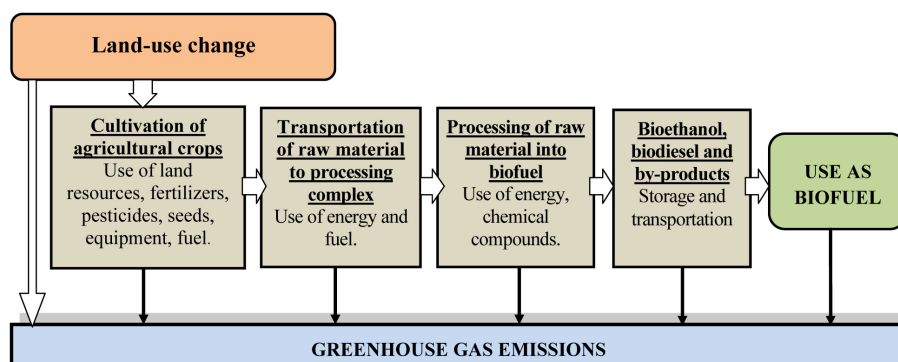 Land-use change
Cultivation of
agricultural crops
Use of land
resources, fertilizers,
pesticides, seeds,
equipment, fuel.
Transportation
of raw material
to processing
complex
Use of energy and
fuel.
Processing of raw
material into
biofuel
Use of energy,
chemical
compounds.
Bioethanol,
biodiesel and
by-products
Storage and
transportation
USE AS
BIOFUEL
GREENHOUSE GAS EMISSIONS